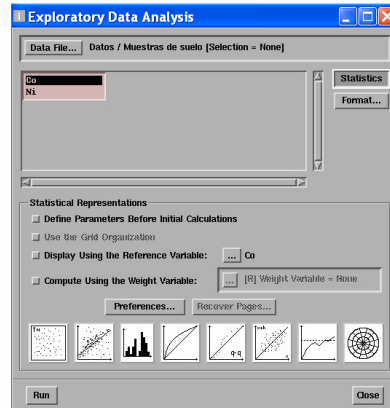 Exploratory Data Analysis
Data File... Datos / Muestras de suelo [Selection = None]
Co
Ni
Statistics
Format...
Statistical Representations
Define Parameters Before Initial Calculations
Use the Grid Organization
Display Using the Reference Variable: ... Co
Compute Using the Weight Variable: ... [R] Weight Variable = None
Preferences... Recover Pages...
q-q
Run Close